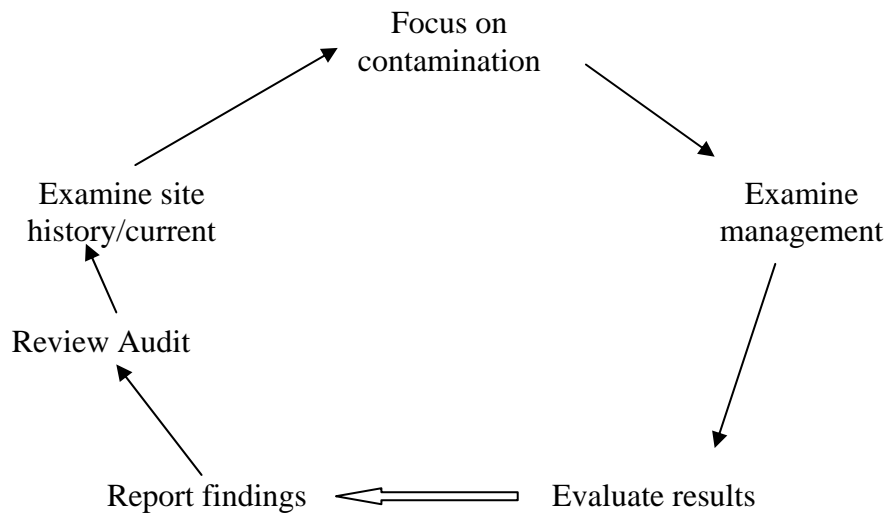 Focus on
contamination
Examine site
history/current
Examine
management
Review Audit
Report findings
Evaluate results